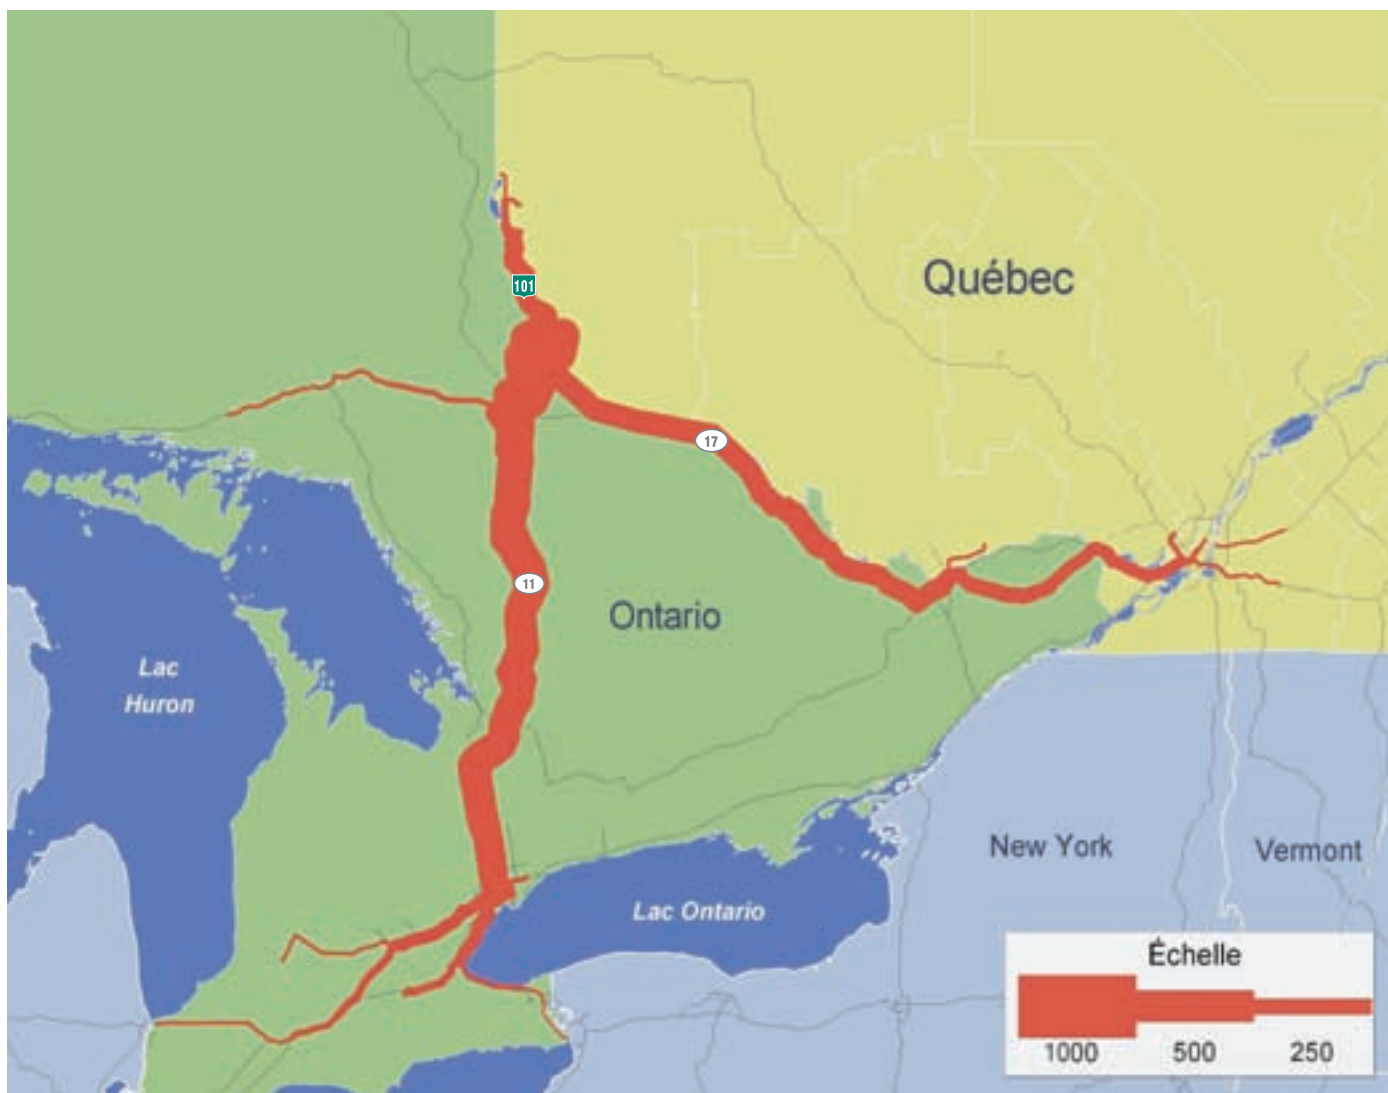 101
Québec
17
11
Ontario
Lac
Huron
New York
Vermont
Lac Ontario
Échelle
1000
500
250